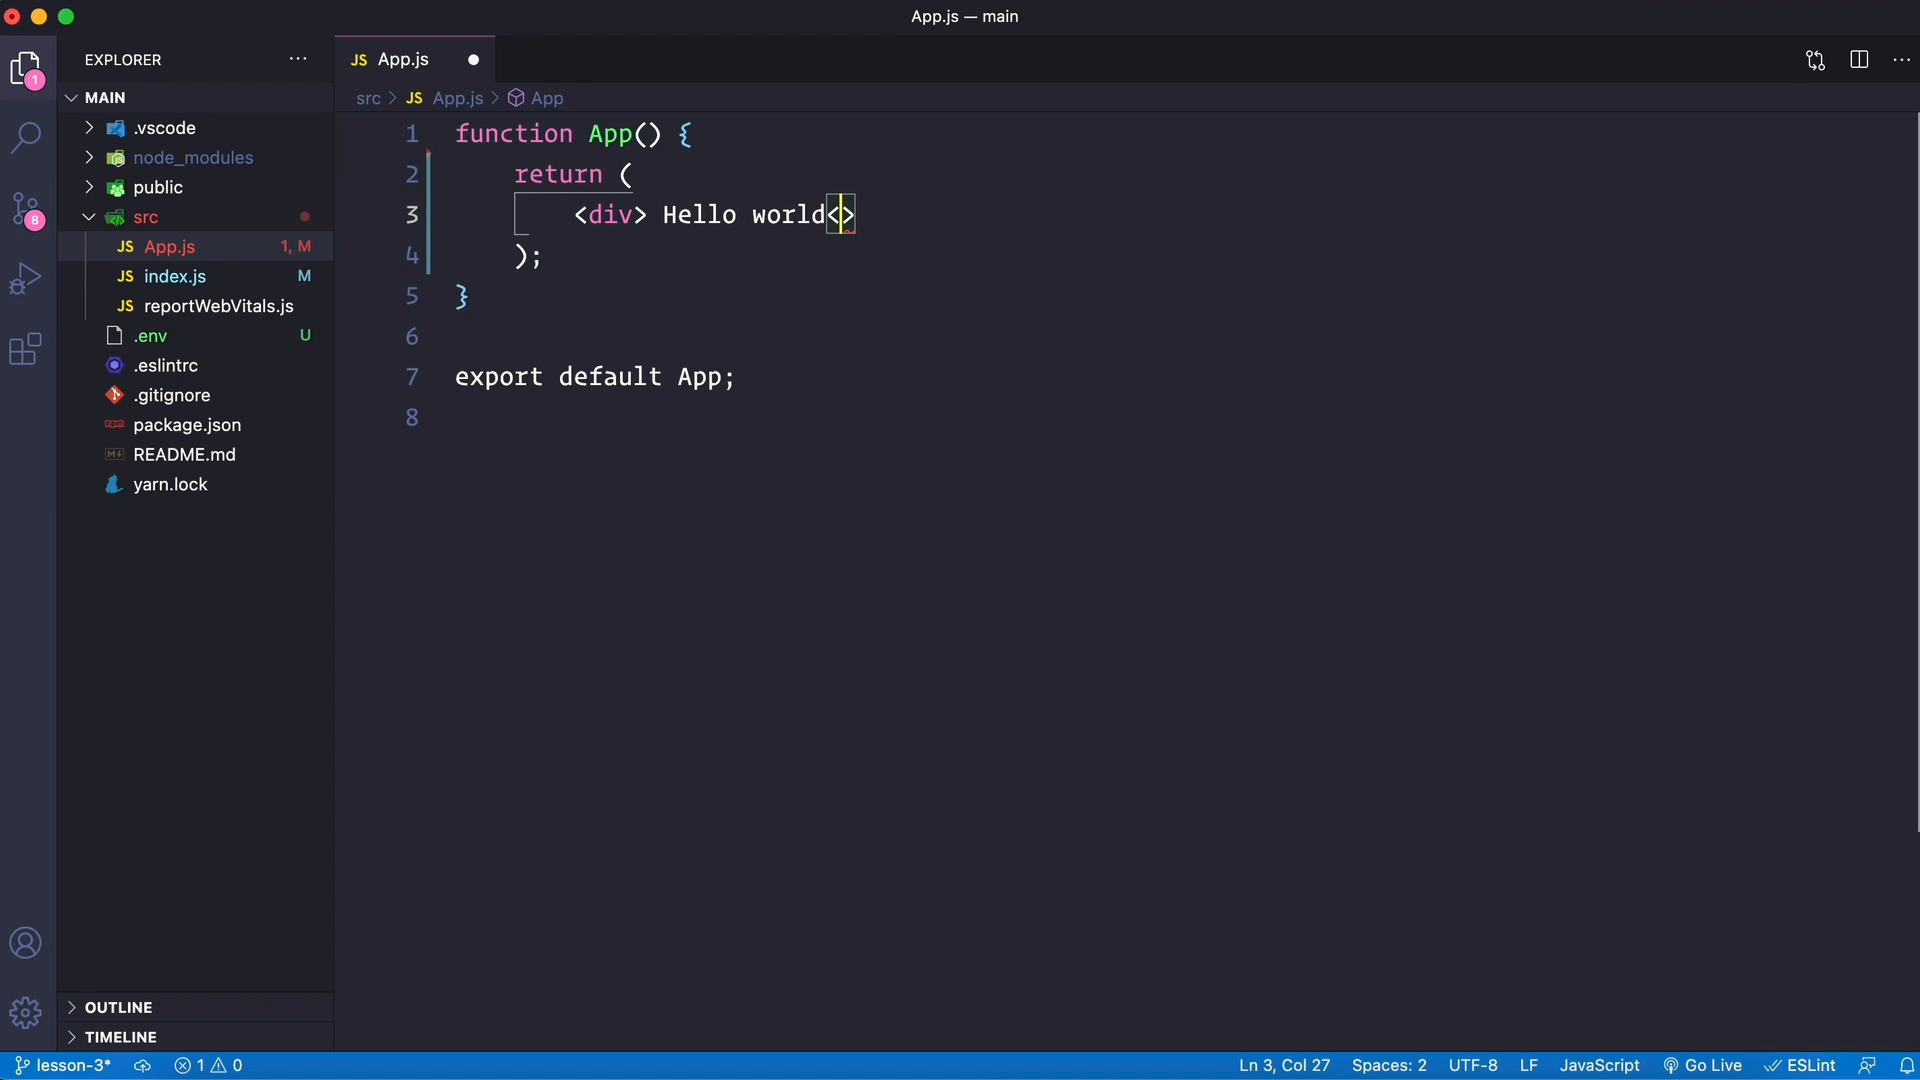 App.js — main
EXPLORER
JS App.js
1
MAIN
src > JS App.js > App
.vscode
node_modules
public
8
src
JS App.js 1, M
JS index.js M
JS reportWebVitals.js
.env U
.eslintrc
.gitignore
package.json
README.md
yarn.lock
1 function App() {
2 return (
3 <div> Hello world<>
4 );
5 }
6
7 export default App;
8
OUTLINE
TIMELINE
lesson-3* 1 0 Ln 3, Col 27 Spaces: 2 UTF-8 LF JavaScript Go Live ESLint